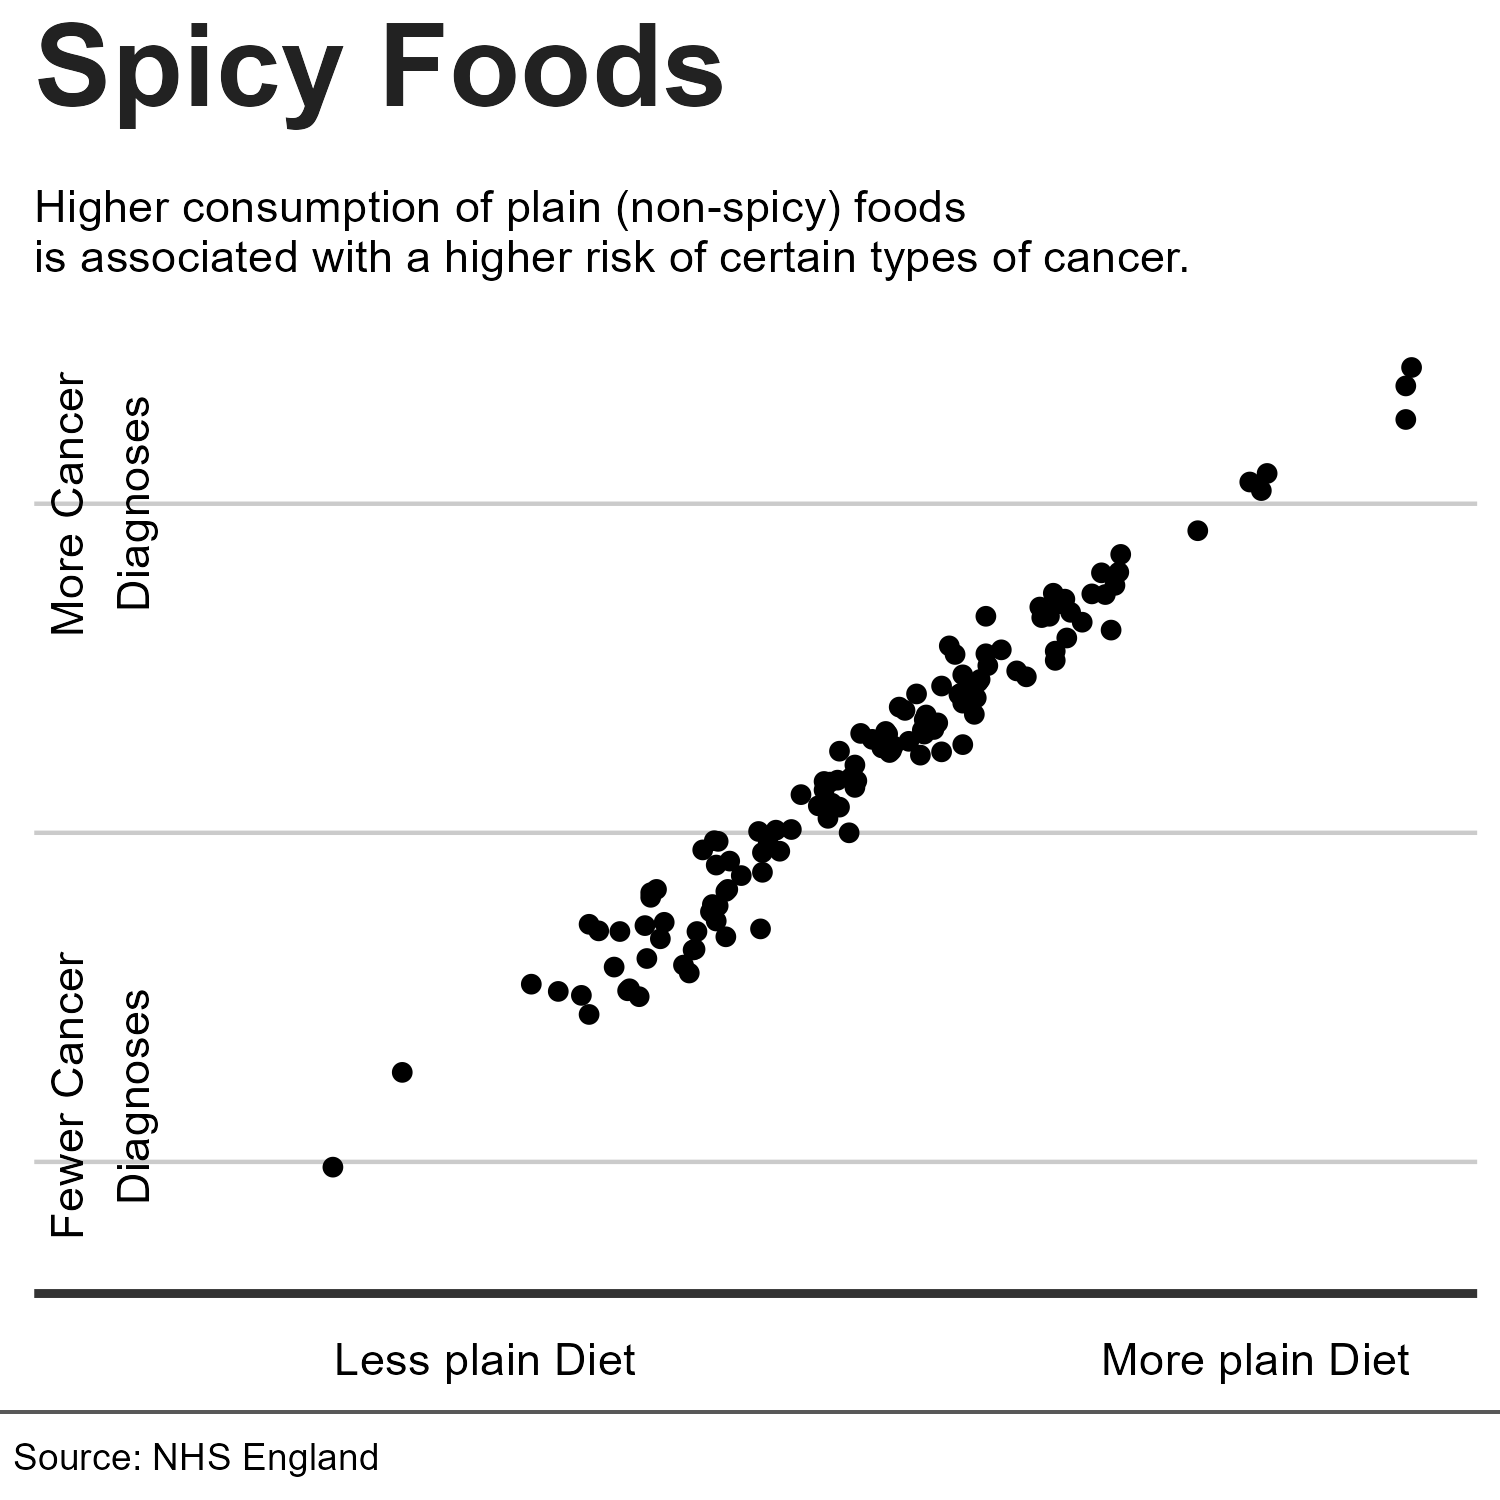 Spicy Foods
Higher consumption of plain (non-spicy) foods
is associated with a higher risk of certain types of cancer.
More Cancer
Diagnoses
Fewer Cancer
Diagnoses
Less plain Diet
More plain Diet
Source: NHS England